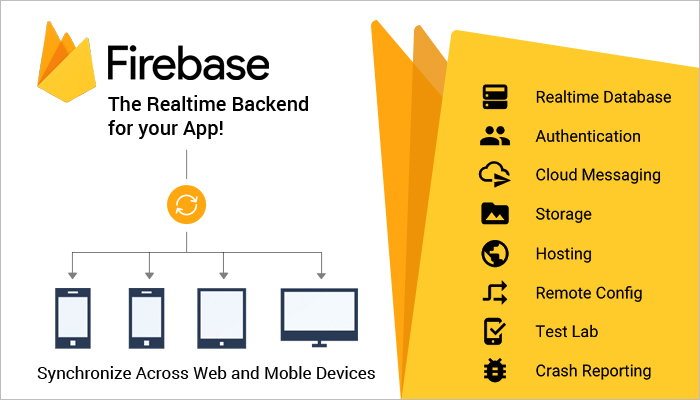 Firebase
The Realtime Backend
for your App!
Synchronize Across Web and Moble Devices
Realtime Database
Authentication
Cloud Messaging
Storage
Hosting
Remote Config
Test Lab
Crash Reporting